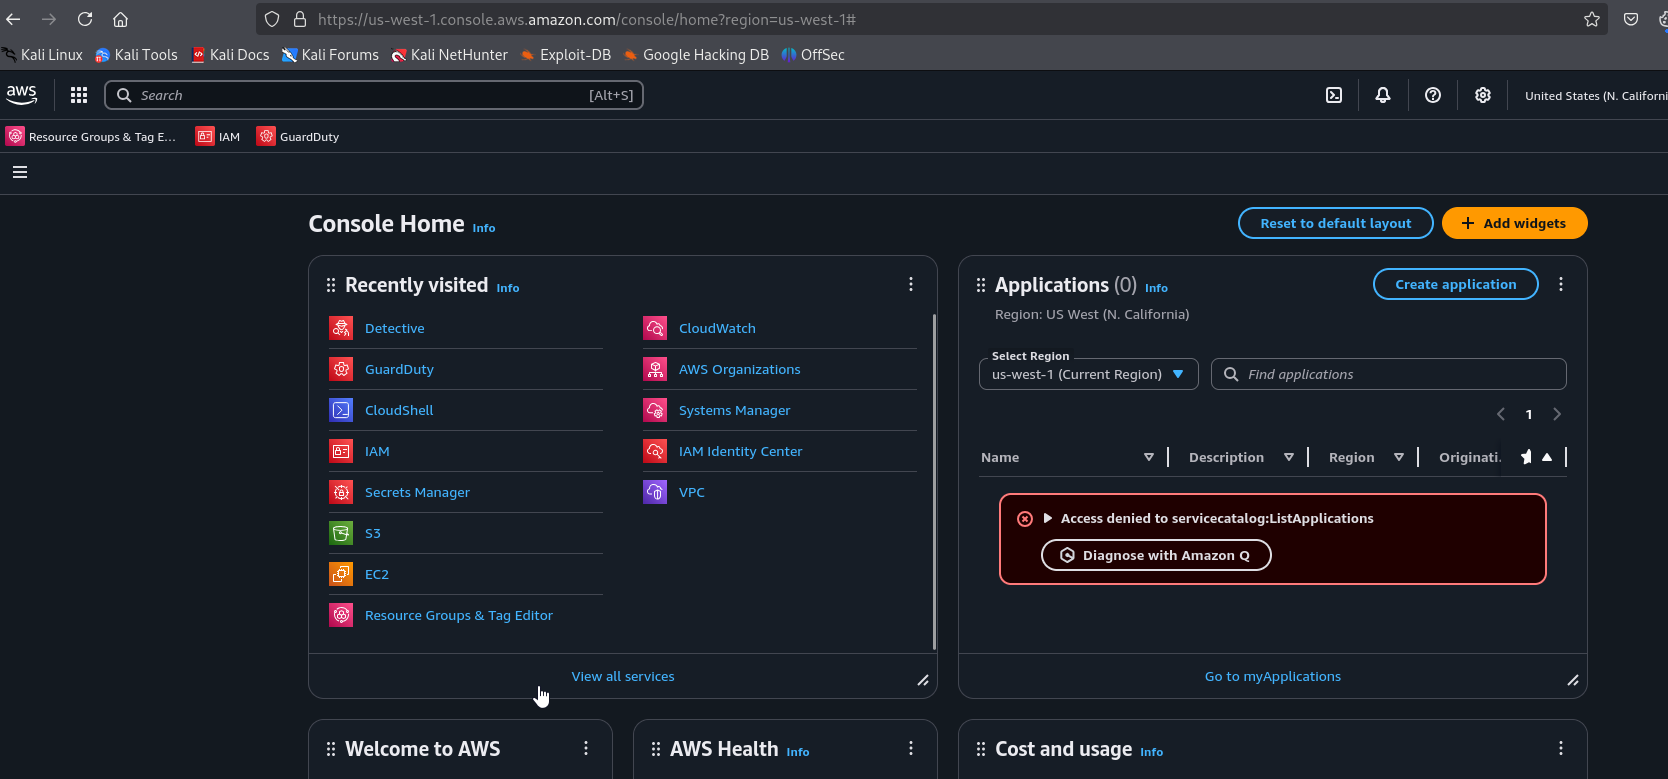 https://us-west-1.console.aws.amazon.com/console/home?region=us-west-1#
Kali Linux Kali Tools Kali Docs Kali Forums Kali NetHunter Exploit-DB Google Hacking DB OffSec
aws Search [Alt+S] United States (N. Californi
Resource Groups & Tag E... IAM GuardDuty
Console Home Info Reset to default layout + Add widgets
Recently visited Info
Detective
GuardDuty
CloudShell
IAM
Secrets Manager
S3
EC2
Resource Groups & Tag Editor
CloudWatch
AWS Organizations
Systems Manager
IAM Identity Center
VPC
View all services
Applications (0) Info Create application
Region: US West (N. California)
Select Region
us-west-1 (Current Region) Find applications
1
Name Description Region Originati.
Access denied to servicecatalog:ListApplications
Diagnose with Amazon Q
Go to myApplications
Welcome to AWS
AWS Health Info
Cost and usage Info